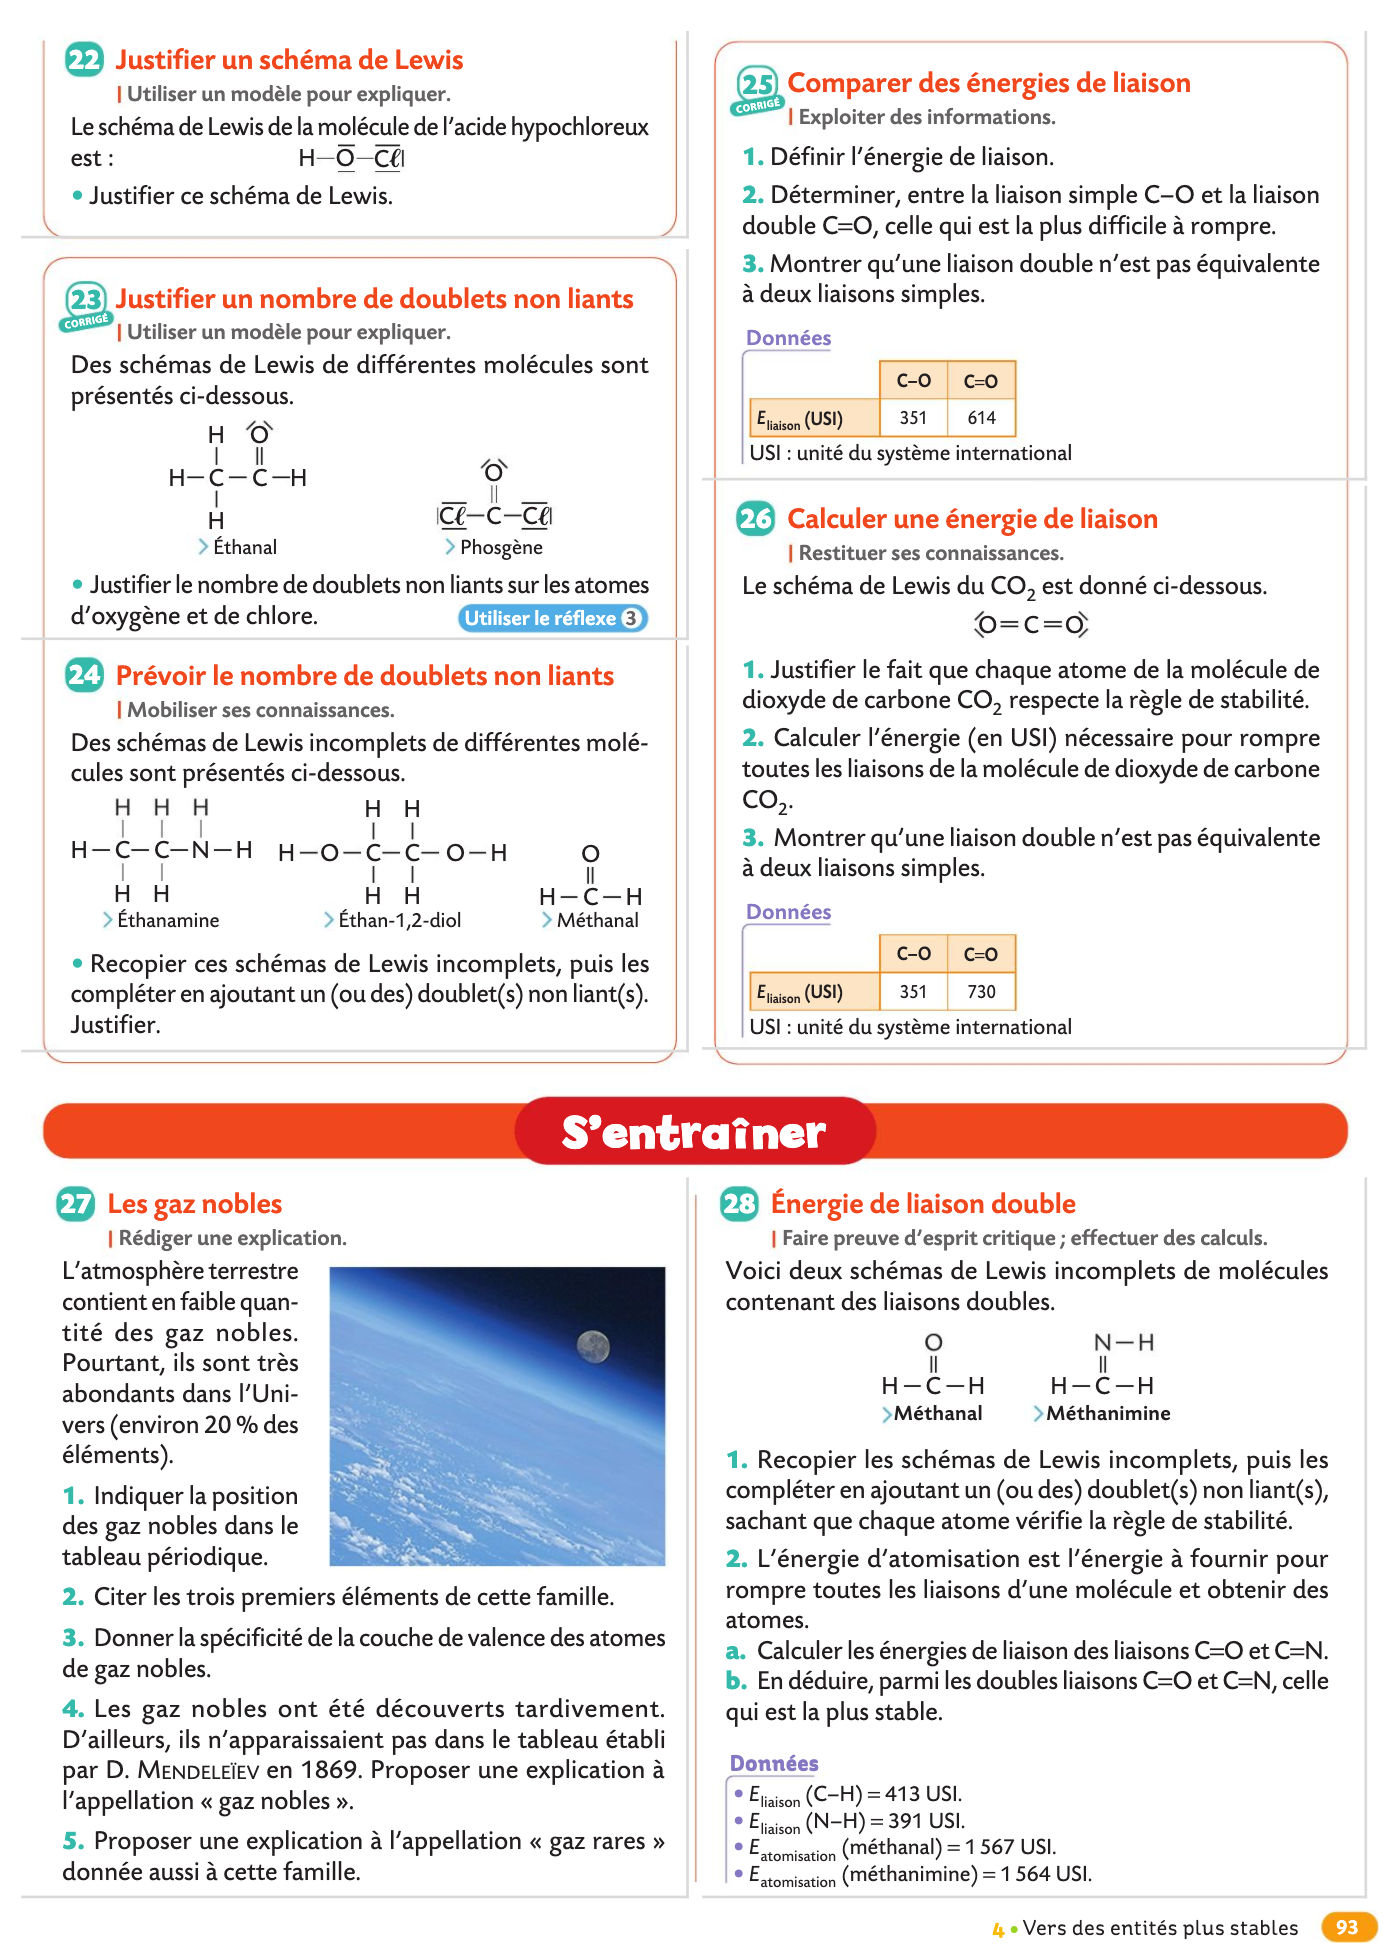 22 Justifier un schéma de Lewis
| Utiliser un modèle pour expliquer.
Le schéma de Lewis de la molécule de l'acide hypochloreux
est : H–O–Cℓ
• Justifier ce schéma de Lewis.
23 Justifier un nombre de doublets non liants
CORRIGÉ
| Utiliser un modèle pour expliquer.
Des schémas de Lewis de différentes molécules sont
présentés ci-dessous.
H O
H–C–C–H
H
> Éthanal
O
Cℓ–C–Cℓ
> Phosgène
• Justifier le nombre de doublets non liants sur les atomes
d'oxygène et de chlore. Utiliser le réflexe 3
24 Prévoir le nombre de doublets non liants
| Mobiliser ses connaissances.
Des schémas de Lewis incomplets de différentes molé-
cules sont présentés ci-dessous.
H H H
H–C–C–N–H
H H
> Éthanamine
H H
H–O–C–C–O–H
H H
> Éthan-1,2-diol
O
H–C–H
> Méthanal
• Recopier ces schémas de Lewis incomplets, puis les
compléter en ajoutant un (ou des) doublet(s) non liant(s).
Justifier.
25 Comparer des énergies de liaison
CORRIGÉ
| Exploiter des informations.
1. Définir l'énergie de liaison.
2. Déterminer, entre la liaison simple C–O et la liaison
double C=O, celle qui est la plus difficile à rompre.
3. Montrer qu'une liaison double n'est pas équivalente
à deux liaisons simples.
Données
C–O C=O
Eliaison (USI) 351 614
USI : unité du système international
26 Calculer une énergie de liaison
| Restituer ses connaissances.
Le schéma de Lewis du CO2 est donné ci-dessous.
O=C=O
1. Justifier le fait que chaque atome de la molécule de
dioxyde de carbone CO2 respecte la règle de stabilité.
2. Calculer l'énergie (en USI) nécessaire pour rompre
toutes les liaisons de la molécule de dioxyde de carbone
CO2.
3. Montrer qu'une liaison double n'est pas équivalente
à deux liaisons simples.
Données
C–O C=O
Eliaison (USI) 351 730
USI : unité du système international
S'entraîner
27 Les gaz nobles
| Rédiger une explication.
L'atmosphère terrestre
contient en faible quan-
tité des gaz nobles.
Pourtant, ils sont très
abondants dans l'Uni-
vers (environ 20 % des
éléments).
1. Indiquer la position
des gaz nobles dans le
tableau périodique.
2. Citer les trois premiers éléments de cette famille.
3. Donner la spécificité de la couche de valence des atomes
de gaz nobles.
4. Les gaz nobles ont été découverts tardivement.
D'ailleurs, ils n'apparaissaient pas dans le tableau établi
par D. MENDELEÏEV en 1869. Proposer une explication à
l'appellation « gaz nobles ».
5. Proposer une explication à l'appellation « gaz rares »
donnée aussi à cette famille.
28 Énergie de liaison double
| Faire preuve d'esprit critique ; effectuer des calculs.
Voici deux schémas de Lewis incomplets de molécules
contenant des liaisons doubles.
O
H–C–H
> Méthanal
N–H
H–C–H
> Méthanimine
1. Recopier les schémas de Lewis incomplets, puis les
compléter en ajoutant un (ou des) doublet(s) non liant(s),
sachant que chaque atome vérifie la règle de stabilité.
2. L'énergie d'atomisation est l'énergie à fournir pour
rompre toutes les liaisons d'une molécule et obtenir des
atomes.
a. Calculer les énergies de liaison des liaisons C=O et C=N.
b. En déduire, parmi les doubles liaisons C=O et C=N, celle
qui est la plus stable.
Données
• Eliaison (C–H) = 413 USI.
• Eliaison (N–H) = 391 USI.
• Eatomisation (méthanal) = 1 567 USI.
• Eatomisation (méthanimine) = 1 564 USI.
4 • Vers des entités plus stables 93